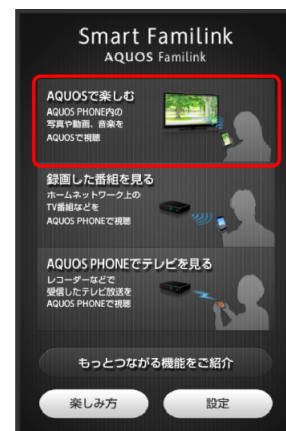 Smart Familink
AQUOS Familink
AQUOSで楽しむ
AQUOS PHONE内の
写真や動画、音楽を
AQUOSで視聴
録画した番組を見る
ホームネットワーク上の
TV番組などを
AQUOS PHONEで視聴
AQUOS PHONEでテレビを見る
レコーダーなどで
受信したテレビ放送を
AQUOS PHONEで視聴
もっとつながる機能をご紹介
楽しみ方
設定